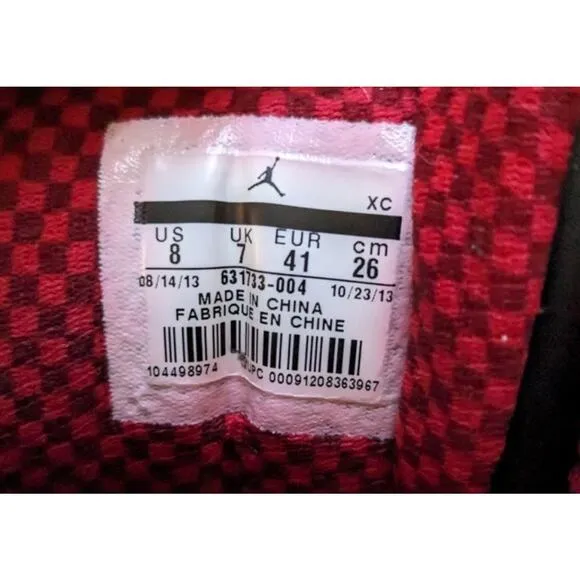 XC
US UK EUR cm
8 7 41 26
08/14/13 631733-004 10/23/13
MADE IN CHINA
FABRIQUE EN CHINE
104498974 UPC 00091208363967